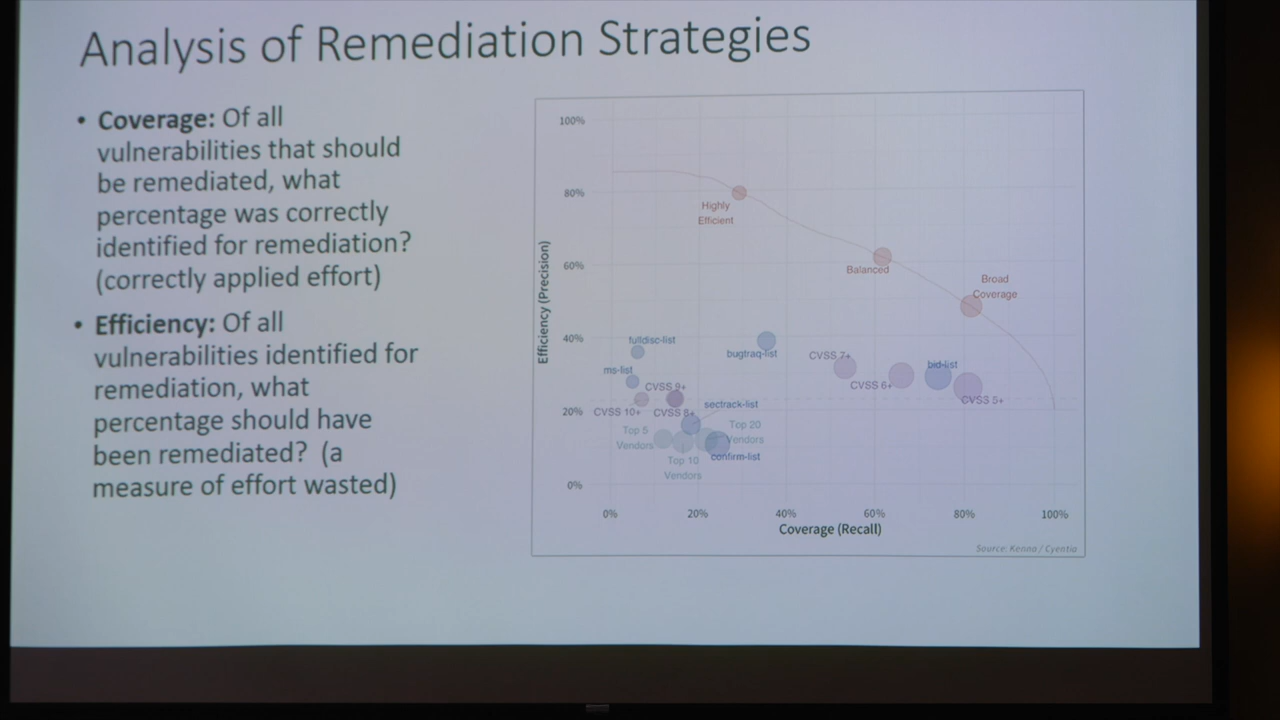 Analysis of Remediation Strategies
• Coverage: Of all
vulnerabilities that should
be remediated, what
percentage was correctly
identified for remediation?
(correctly applied effort)
• Efficiency: Of all
vulnerabilities identified for
remediation, what
percentage should have
been remediated? (a
measure of effort wasted)
100%
80%
60%
40%
20%
0%
Efficiency (Precision)
Highly
Efficient
Balanced
Broad
Coverage
fulldisc-list
bugtraq-list
CVSS 7+
ms-list
CVSS 9+
CVSS 6+
bid-list
CVSS 10+
CVSS 8+
sectrack-list
CVSS 5+
Top 5
Vendors
Top 20
Vendors
Top 10
Vendors
confirm-list
0%
20%
40%
60%
80%
100%
Coverage (Recall)
Source: Kenna / Cyentia